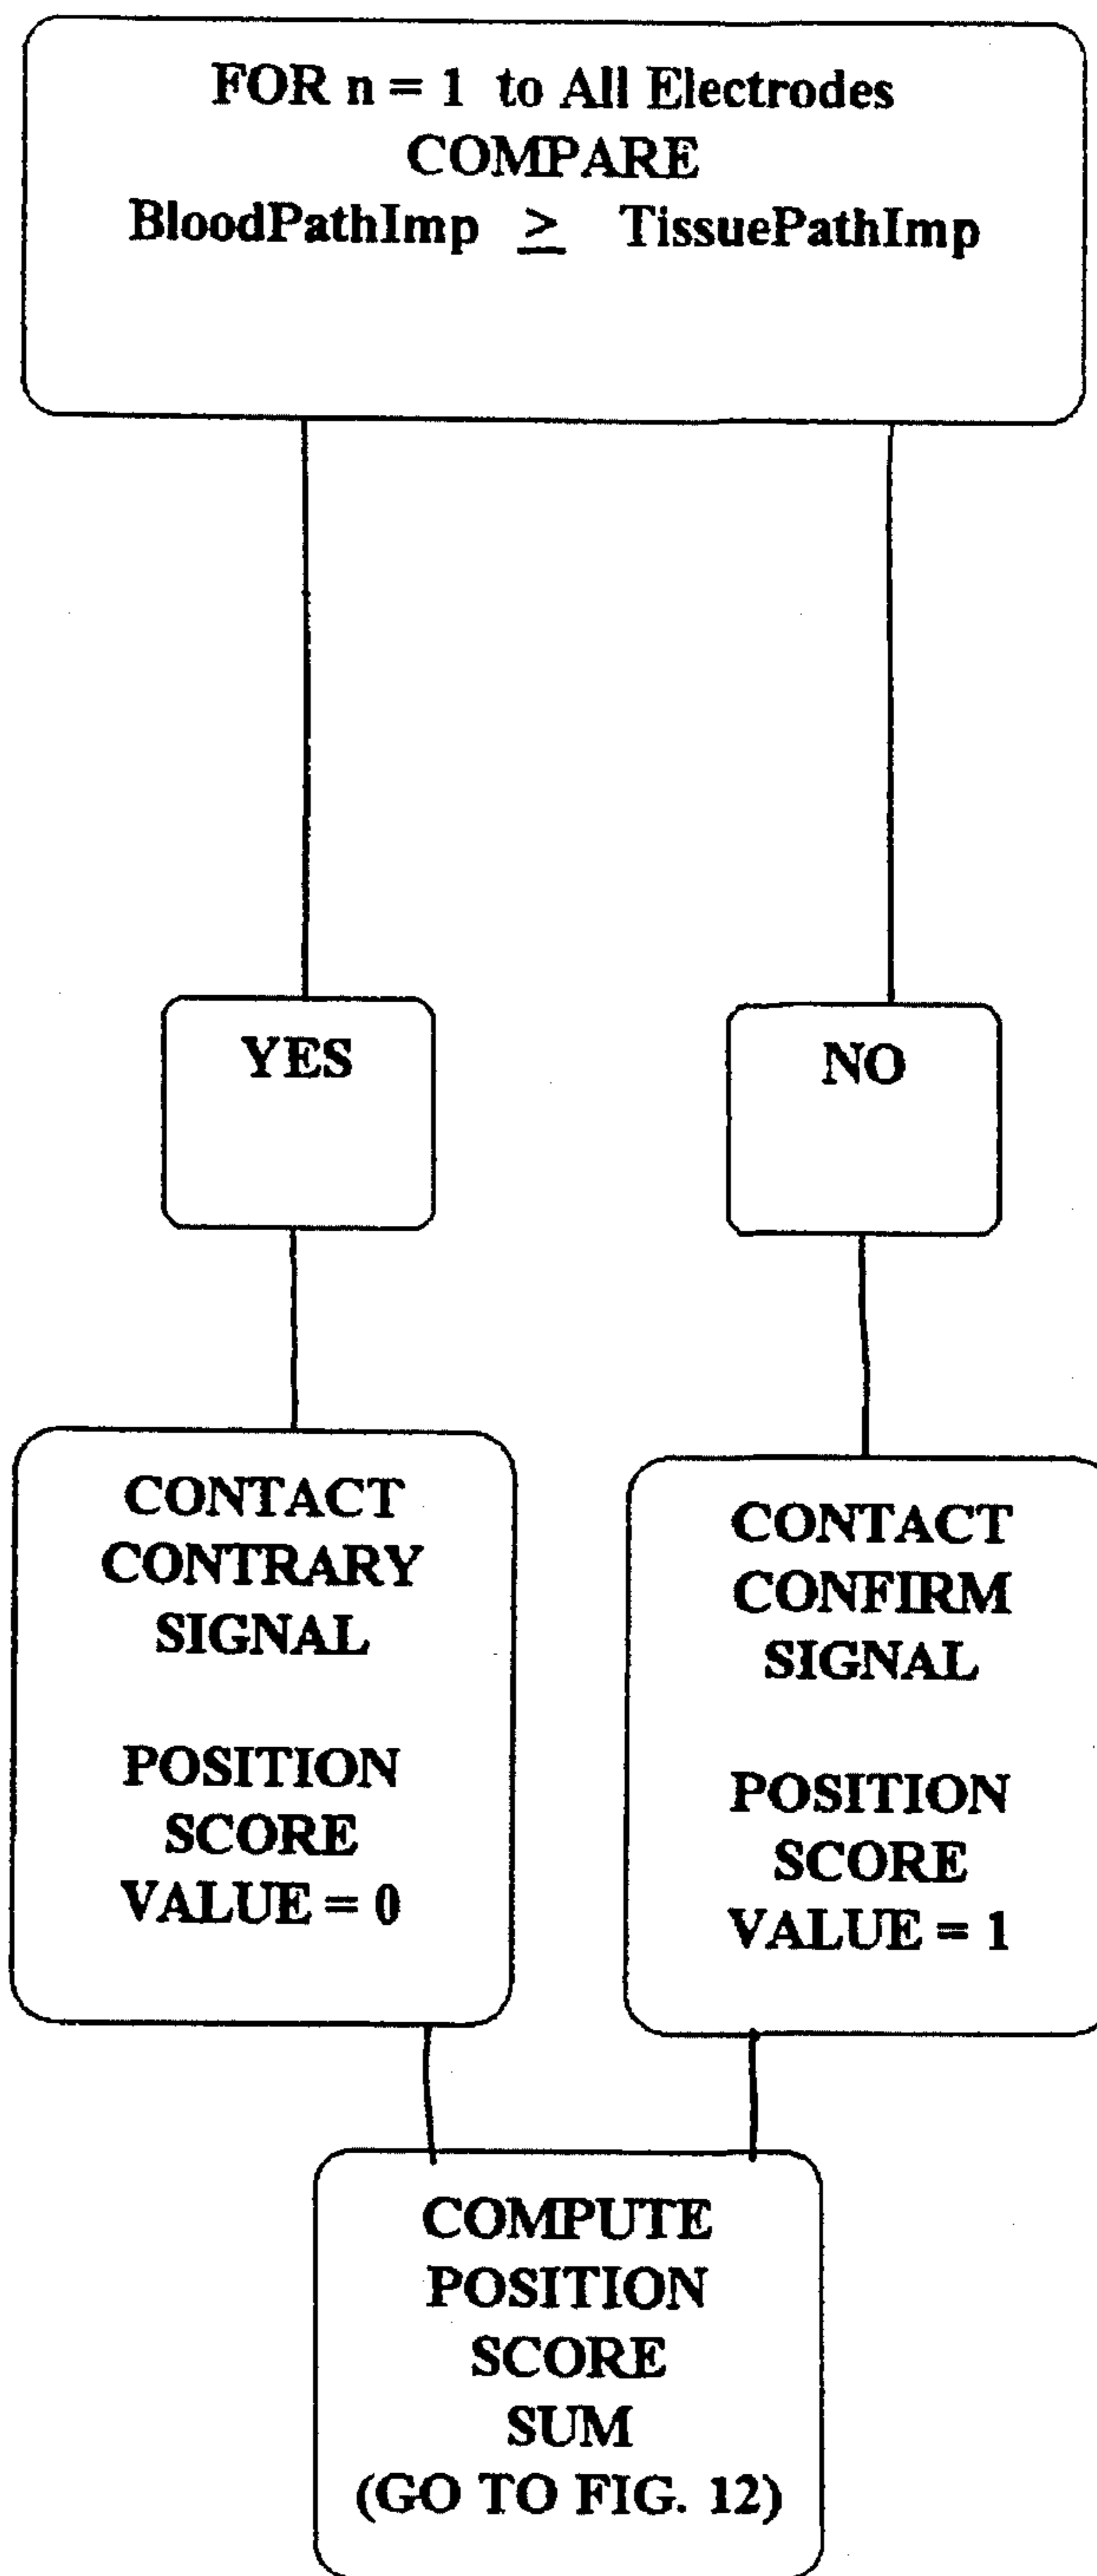 FOR n = 1 to All Electrodes
COMPARE
BloodPathImp ≥ TissuePathImp
YES
NO
CONTACT
CONTRARY
SIGNAL
POSITION
SCORE
VALUE = 0
CONTACT
CONFIRM
SIGNAL
POSITION
SCORE
VALUE = 1
COMPUTE
POSITION
SCORE
SUM
(GO TO FIG. 12)